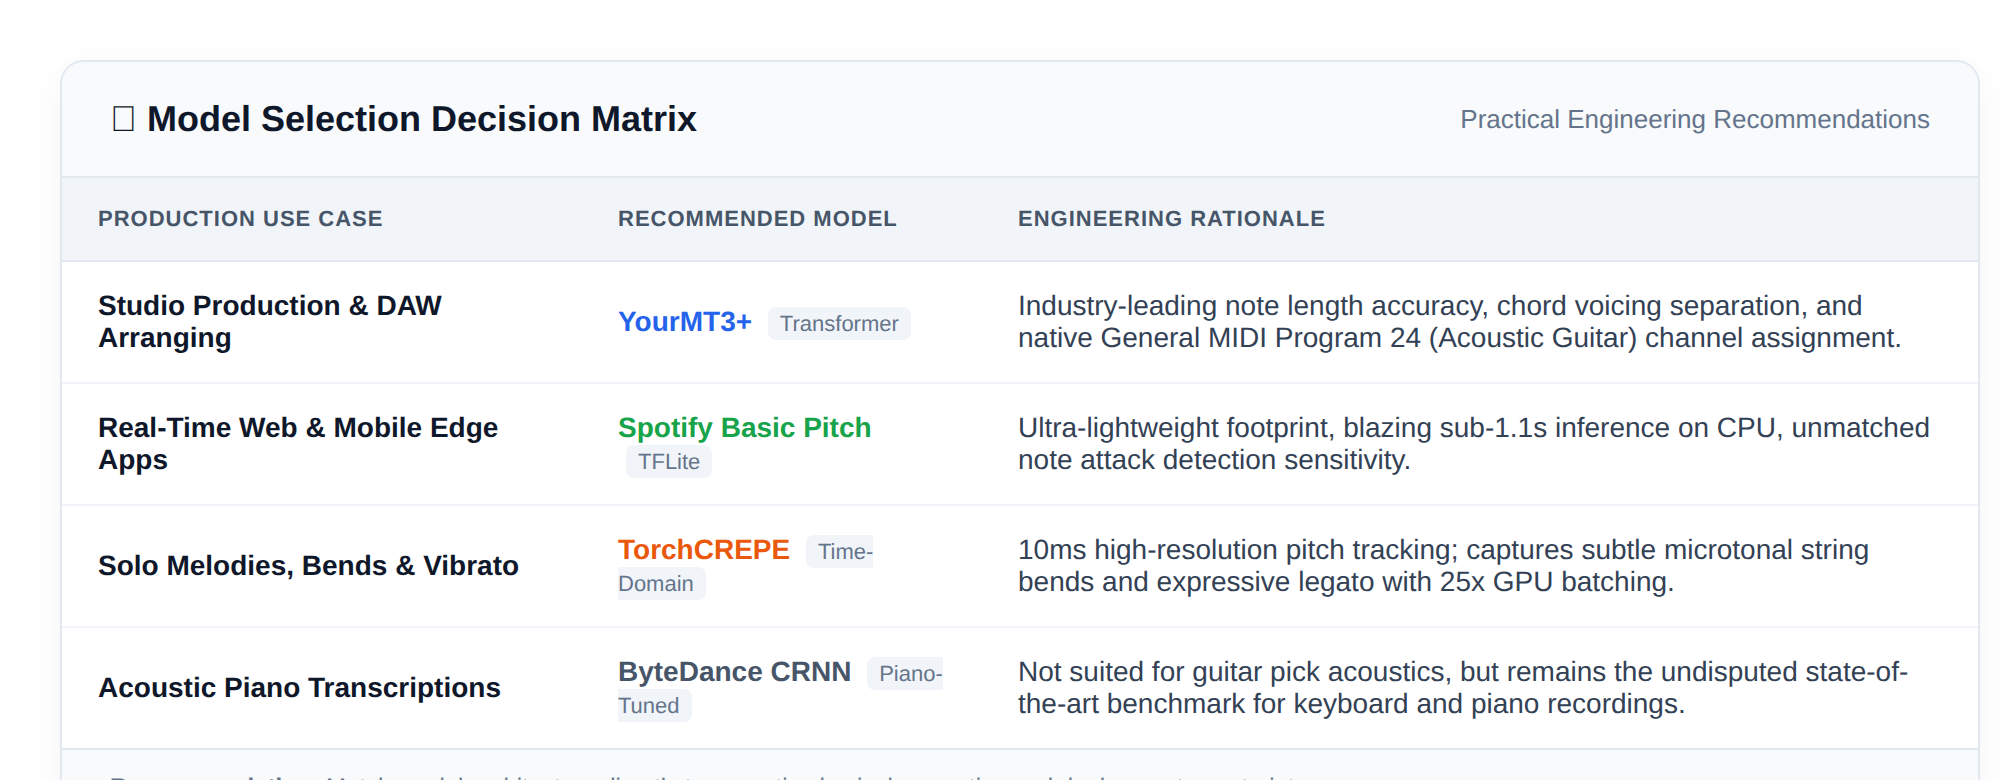 Model Selection Decision Matrix
Practical Engineering Recommendations
PRODUCTION USE CASE
RECOMMENDED MODEL
ENGINEERING RATIONALE
Studio Production & DAW
Arranging
YourMT3+ Transformer
Industry-leading note length accuracy, chord voicing separation, and
native General MIDI Program 24 (Acoustic Guitar) channel assignment.
Real-Time Web & Mobile Edge
Apps
Spotify Basic Pitch
TFLite
Ultra-lightweight footprint, blazing sub-1.1s inference on CPU, unmatched
note attack detection sensitivity.
Solo Melodies, Bends & Vibrato
TorchCREPE Time-
Domain
10ms high-resolution pitch tracking; captures subtle microtonal string
bends and expressive legato with 25x GPU batching.
Acoustic Piano Transcriptions
ByteDance CRNN Piano-
Tuned
Not suited for guitar pick acoustics, but remains the undisputed state-of-
the-art benchmark for keyboard and piano recordings.